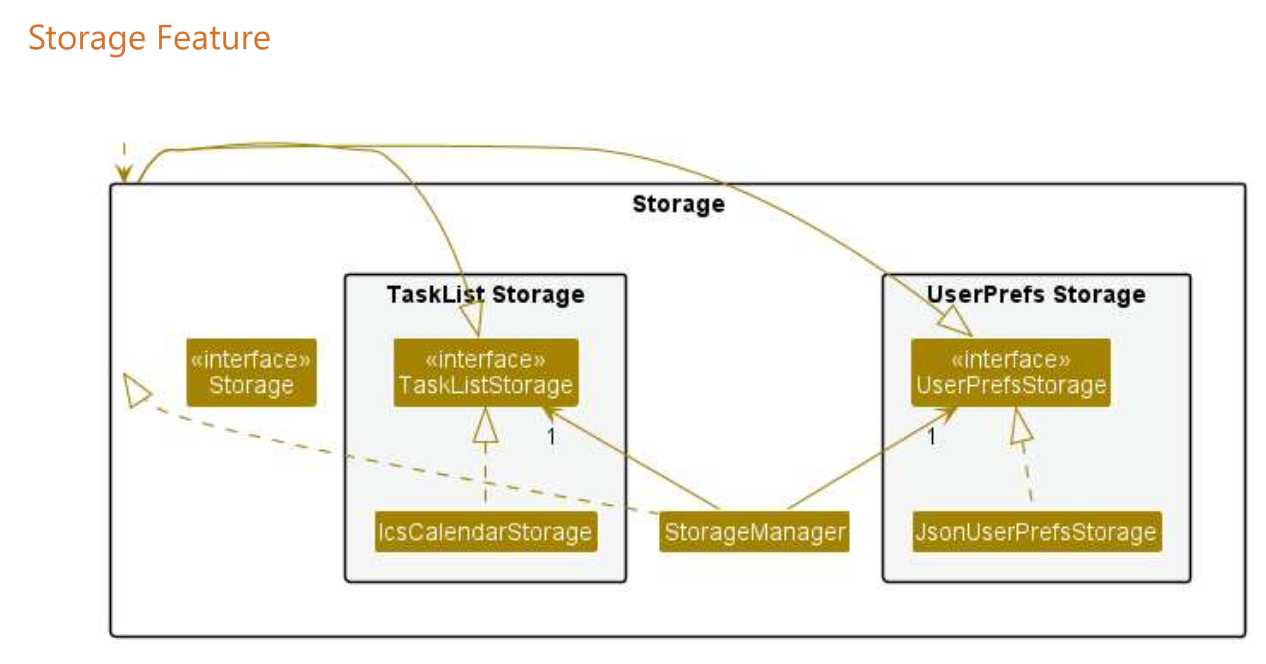 Storage Feature
Storage
TaskList Storage
UserPrefs Storage
«interface»
Storage
«interface»
TaskListStorage
«interface»
UserPrefsStorage
1
1
IcsCalendarStorage
StorageManager
JsonUserPrefsStorage